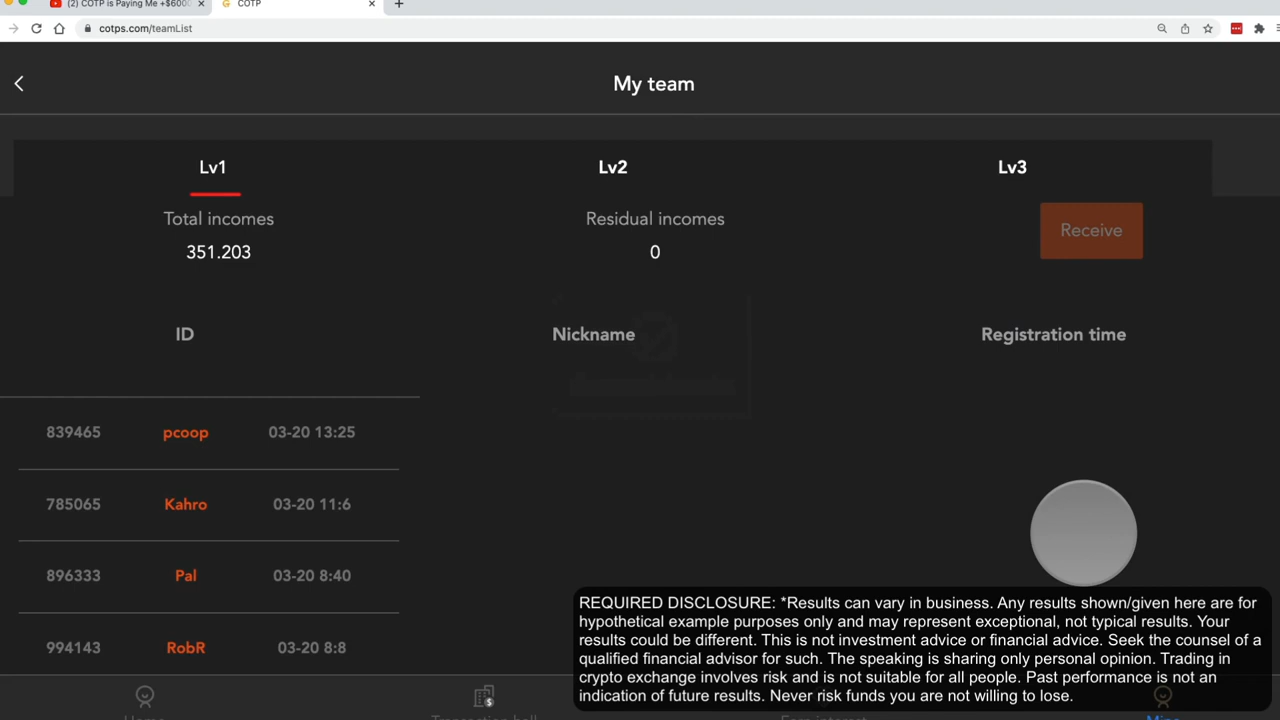 (2) COTP is Paying Me +$6000
COTP
cotps.com/teamList
My team
Lv1 Lv2 Lv3
Total incomes Residual incomes Receive
351.203 0
ID Nickname Registration time
839465 pcoop 03-20 13:25
785065 Kahro 03-20 11:6
896333 Pal 03-20 8:40
994143 RobR 03-20 8:8
REQUIRED DISCLOSURE: *Results can vary in business. Any results shown/given here are for
hypothetical example purposes only and may represent exceptional, not typical results. Your
results could be different. This is not investment advice or financial advice. Seek the counsel of a
qualified financial advisor for such. The speaking is sharing only personal opinion. Trading in
crypto exchange involves risk and is not suitable for all people. Past performance is not an
indication of future results. Never risk funds you are not willing to lose.